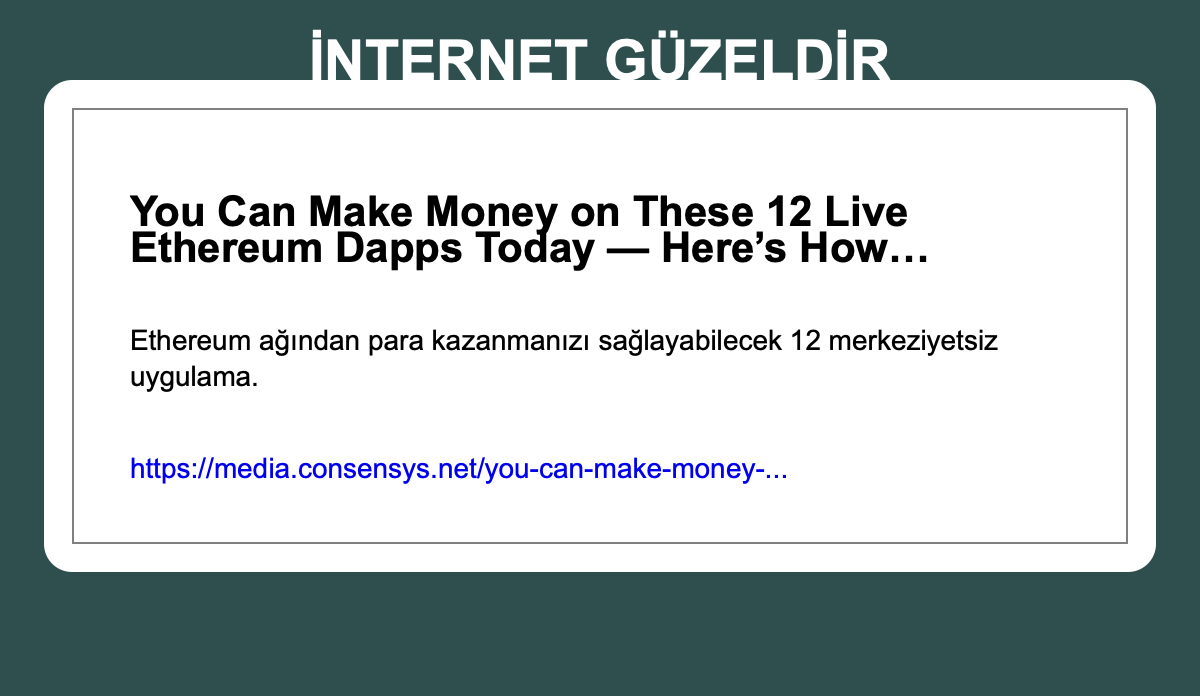 İNTERNET GÜZELDİR
You Can Make Money on These 12 Live
Ethereum Dapps Today — Here’s How…
Ethereum ağından para kazanmanızı sağlayabilecek 12 merkeziyetsiz
uygulama.
https://media.consensys.net/you-can-make-money-...